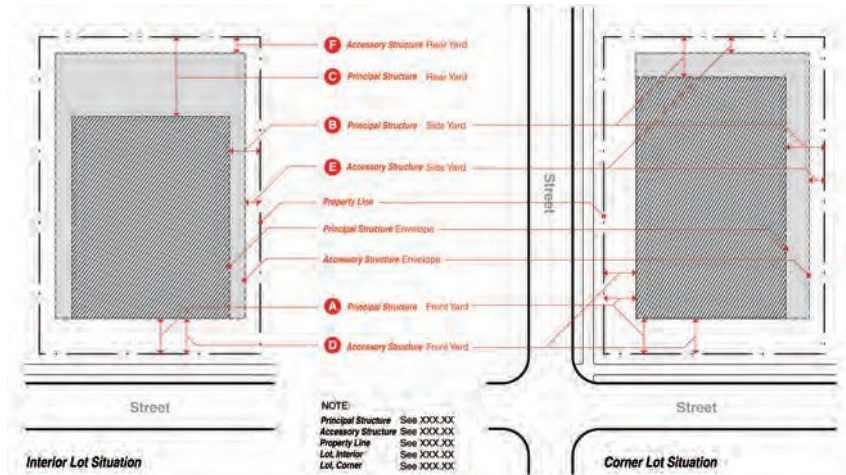 F Accessory Structure Rear Yard
C Principal Structure Rear Yard
B Principal Structure Side Yard
E Accessory Structure Side Yard
Property Line
Principal Structure Envelope
Accessory Structure Envelope
A Principal Structure Front Yard
D Accessory Structure Front Yard
Street
Street
Street
NOTE:
Principal Structure See XXX.XX
Accessory Structure See XXX.XX
Property Line See XXX.XX
Lot, Interior See XXX.XX
Lot, Corner See XXX.XX
Interior Lot Situation
Corner Lot Situation